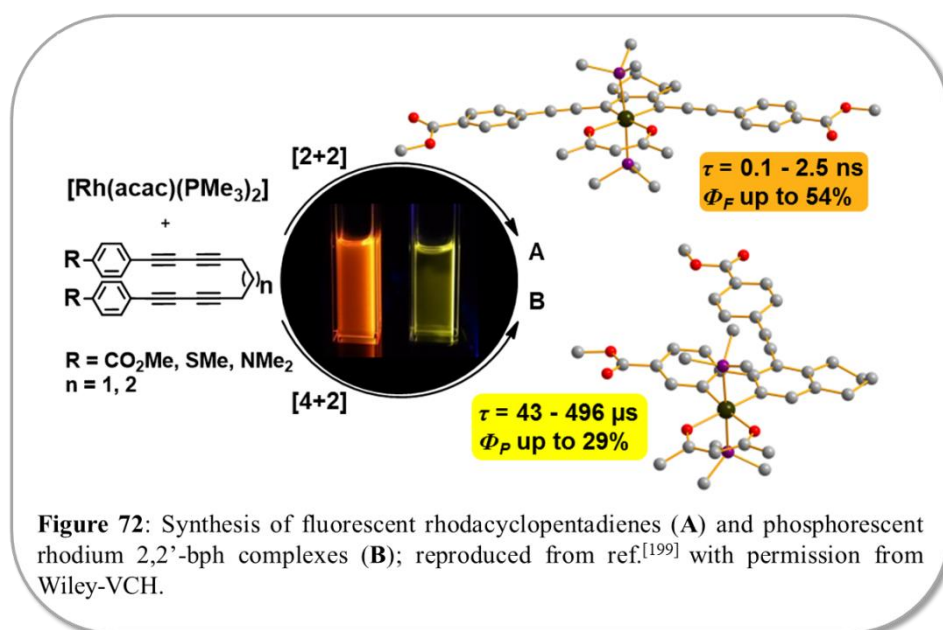 [2+2]
[Rh(acac)(PMe₃)₂]
+
R
R
n
R = CO₂Me, SMe, NMe₂
n = 1, 2
[4+2]
A
B
τ = 0.1 - 2.5 ns
Φ_F up to 54%
τ = 43 - 496 µs
Φ_P up to 29%
Figure 72: Synthesis of fluorescent rhodacyclopentadienes (A) and phosphorescent
rhodium 2,2’-bph complexes (B); reproduced from ref.[199] with permission from
Wiley-VCH.